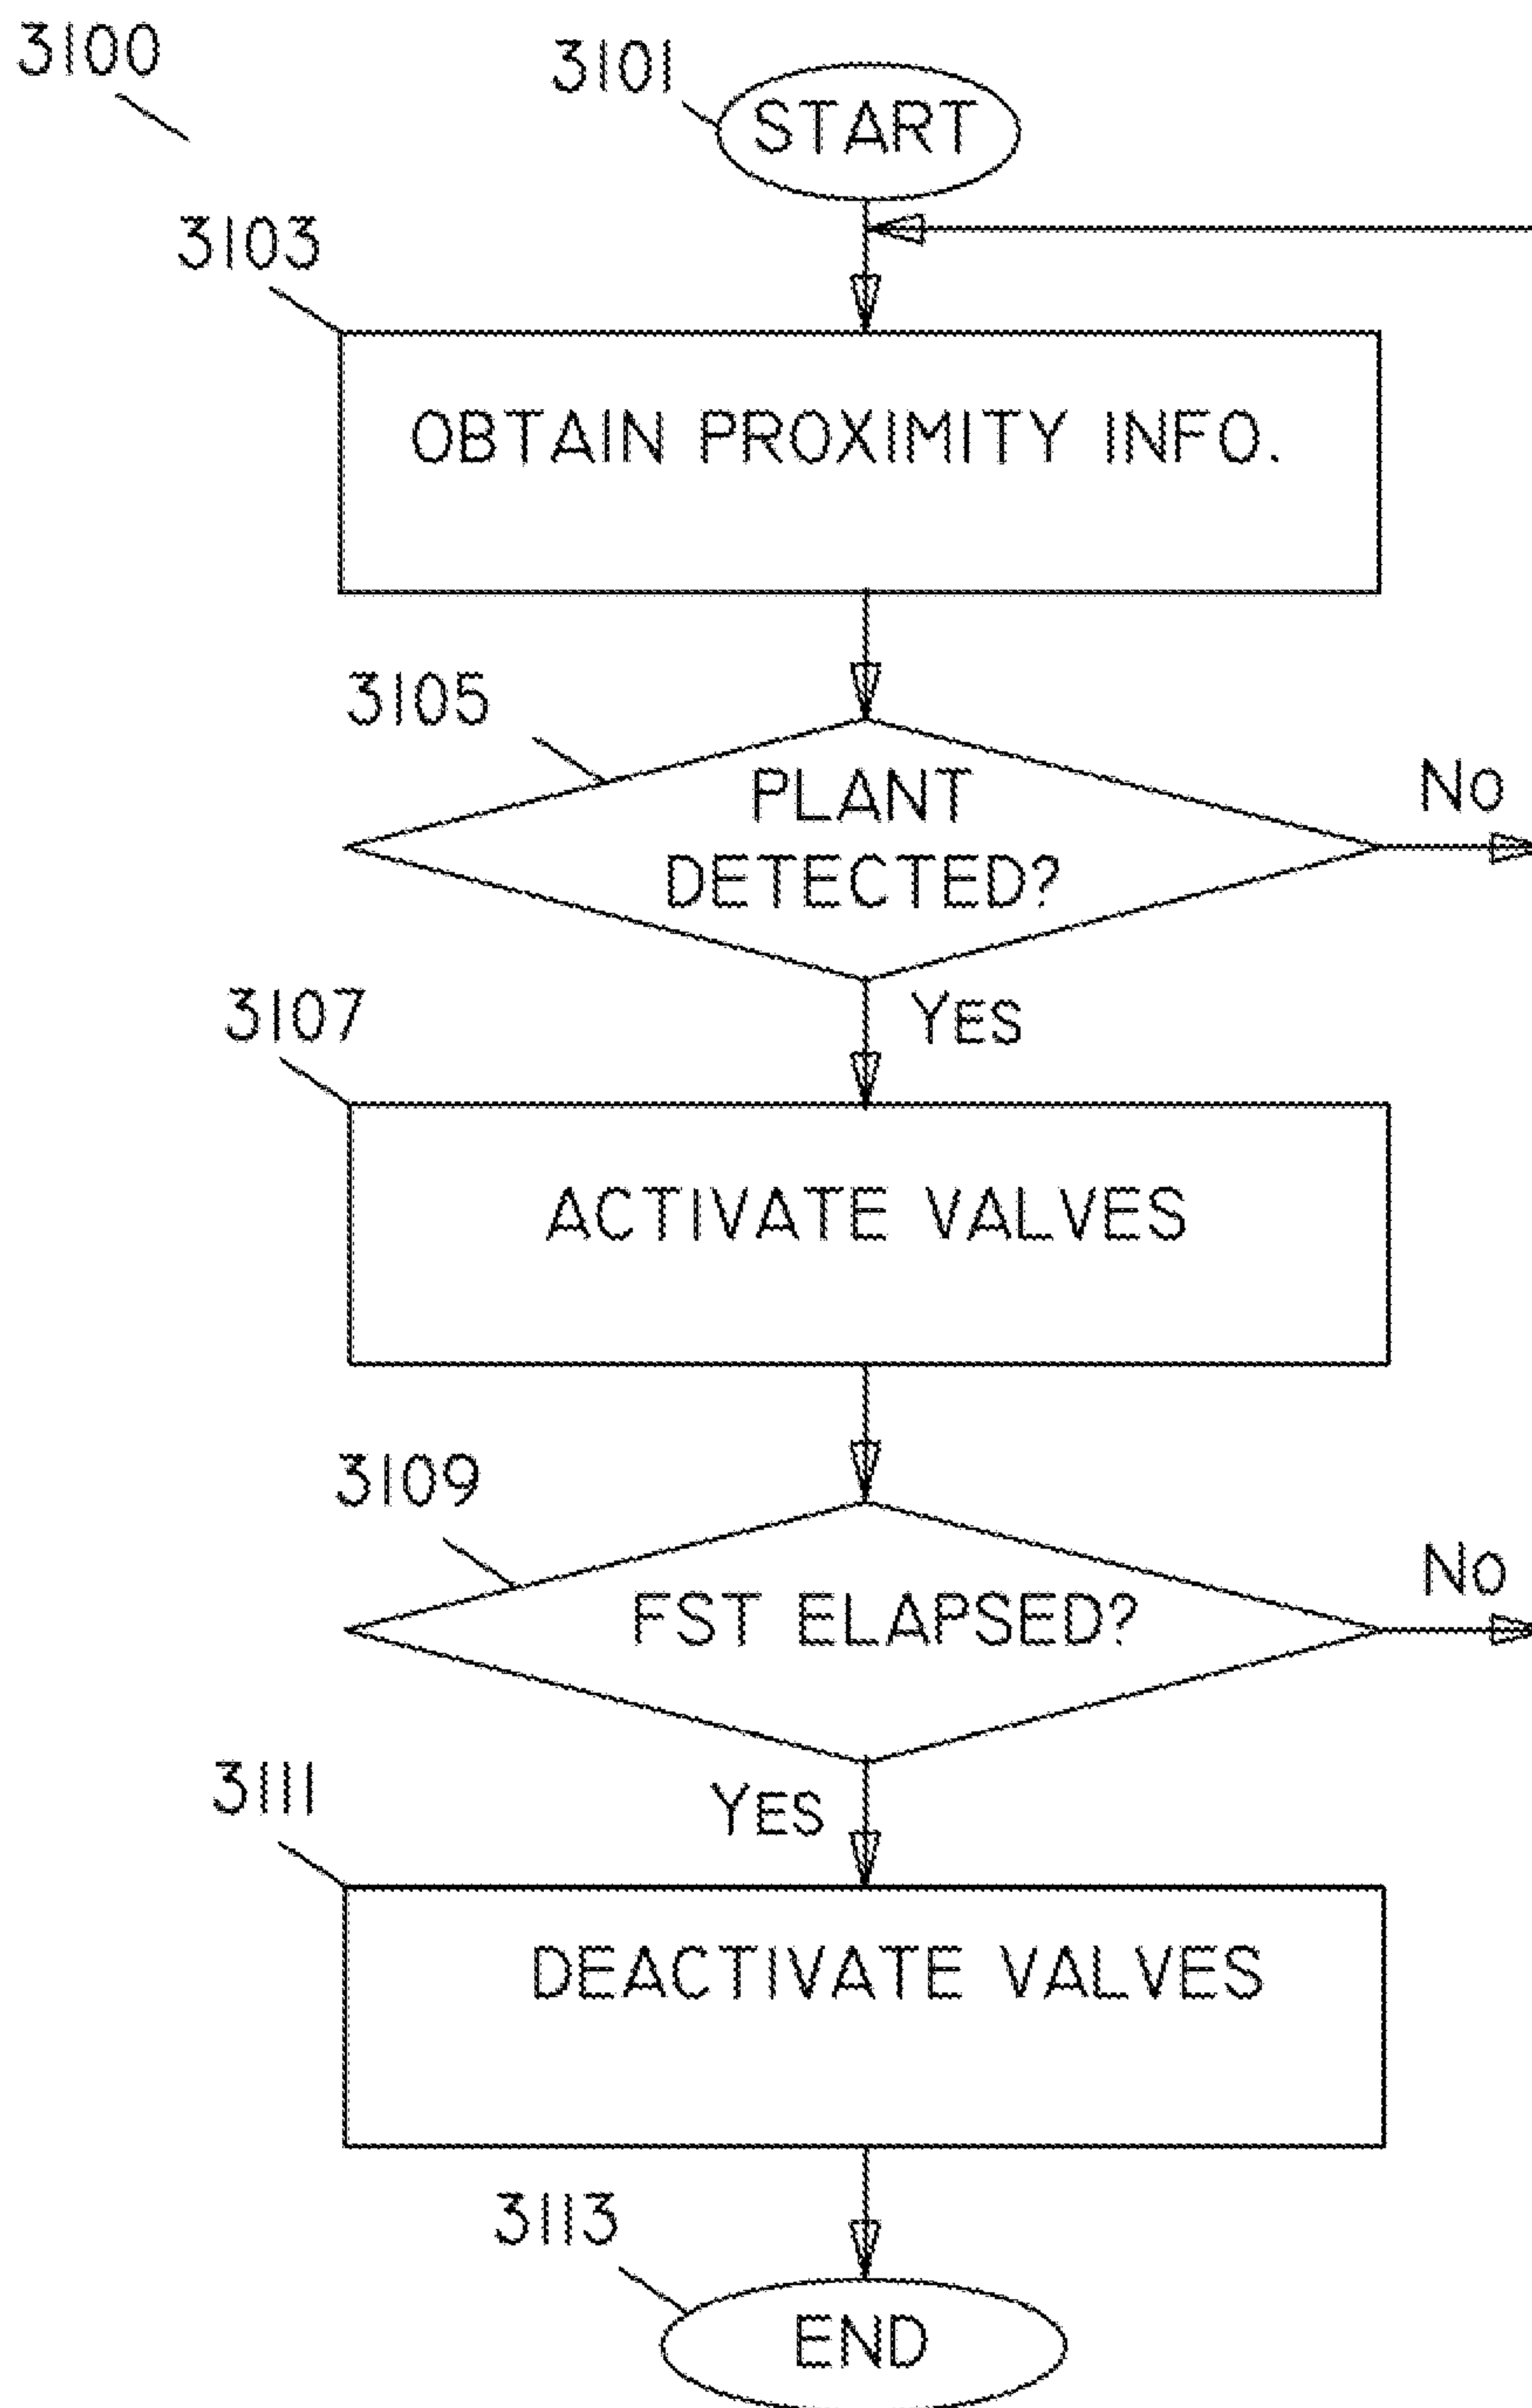 3100
3101
START
3103
OBTAIN PROXIMITY INFO.
3105
PLANT
DETECTED?
No
YES
3107
ACTIVATE VALVES
3109
FST ELAPSED?
No
YES
3111
DEACTIVATE VALVES
3113
END